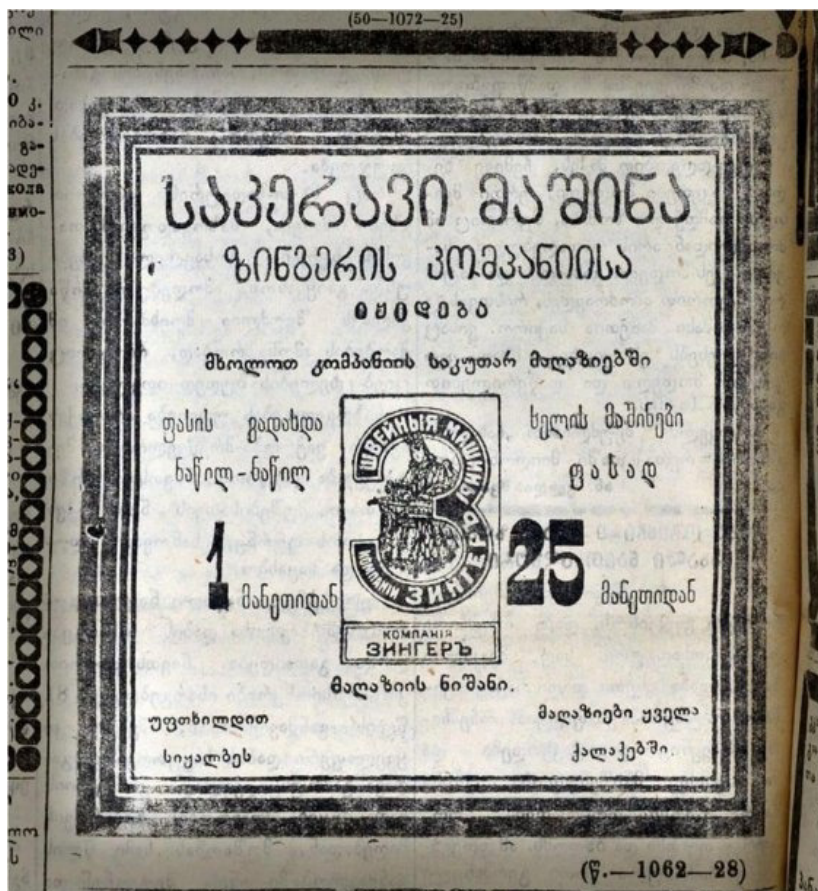 (50—1072—25)
საკერავი მაშინა
ზინგერის კომპანიისა
იყიდება
მხოლოთ კომპანიის საკუთარ მაღაზიებში
ფასის გადახდა
ნაწილ-ნაწილ
1 მანეთიდან
ШВЕЙНЫЯ МАШИНЫ
КОМПАНІИ ЗИНГЕРЪ
КОМПАНІЯ
ЗИНГЕРЪ
ხელის მაშინები
ფასად
25 მანეთიდან
მაღაზიის ნიშანი.
უფთხილდით
სიყალბეს
მაღაზიები ყველა
ქალაქებში
(წ.—1062—28)